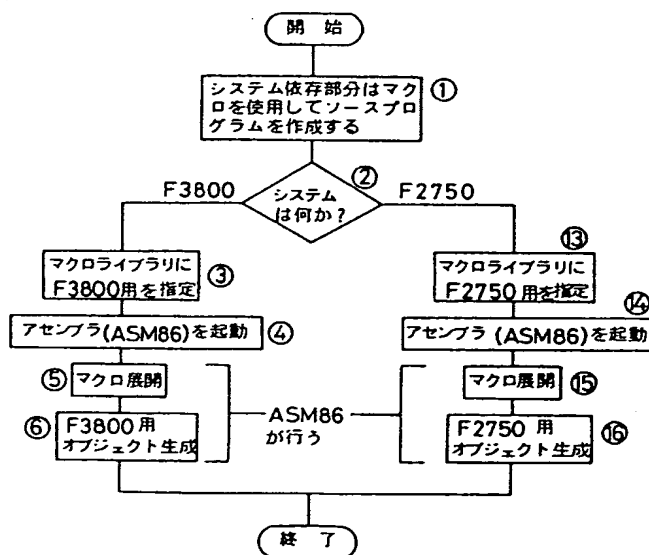 開始
システム依存部分はマク
ロを使用してソースプロ
グラムを作成する
①
②
システム
は何か？
F3800
F2750
マクロライブラリに
F3800用を指定
③
アセンブラ(ASM86)を起動
④
⑤
マクロ展開
⑥
F3800用
オブジェクト生成
ASM86
が行う
⑬
マクロライブラリに
F2750用を指定
⑭
アセンブラ(ASM86)を起動
マクロ展開
⑮
F2750用
オブジェクト生成
⑯
終了